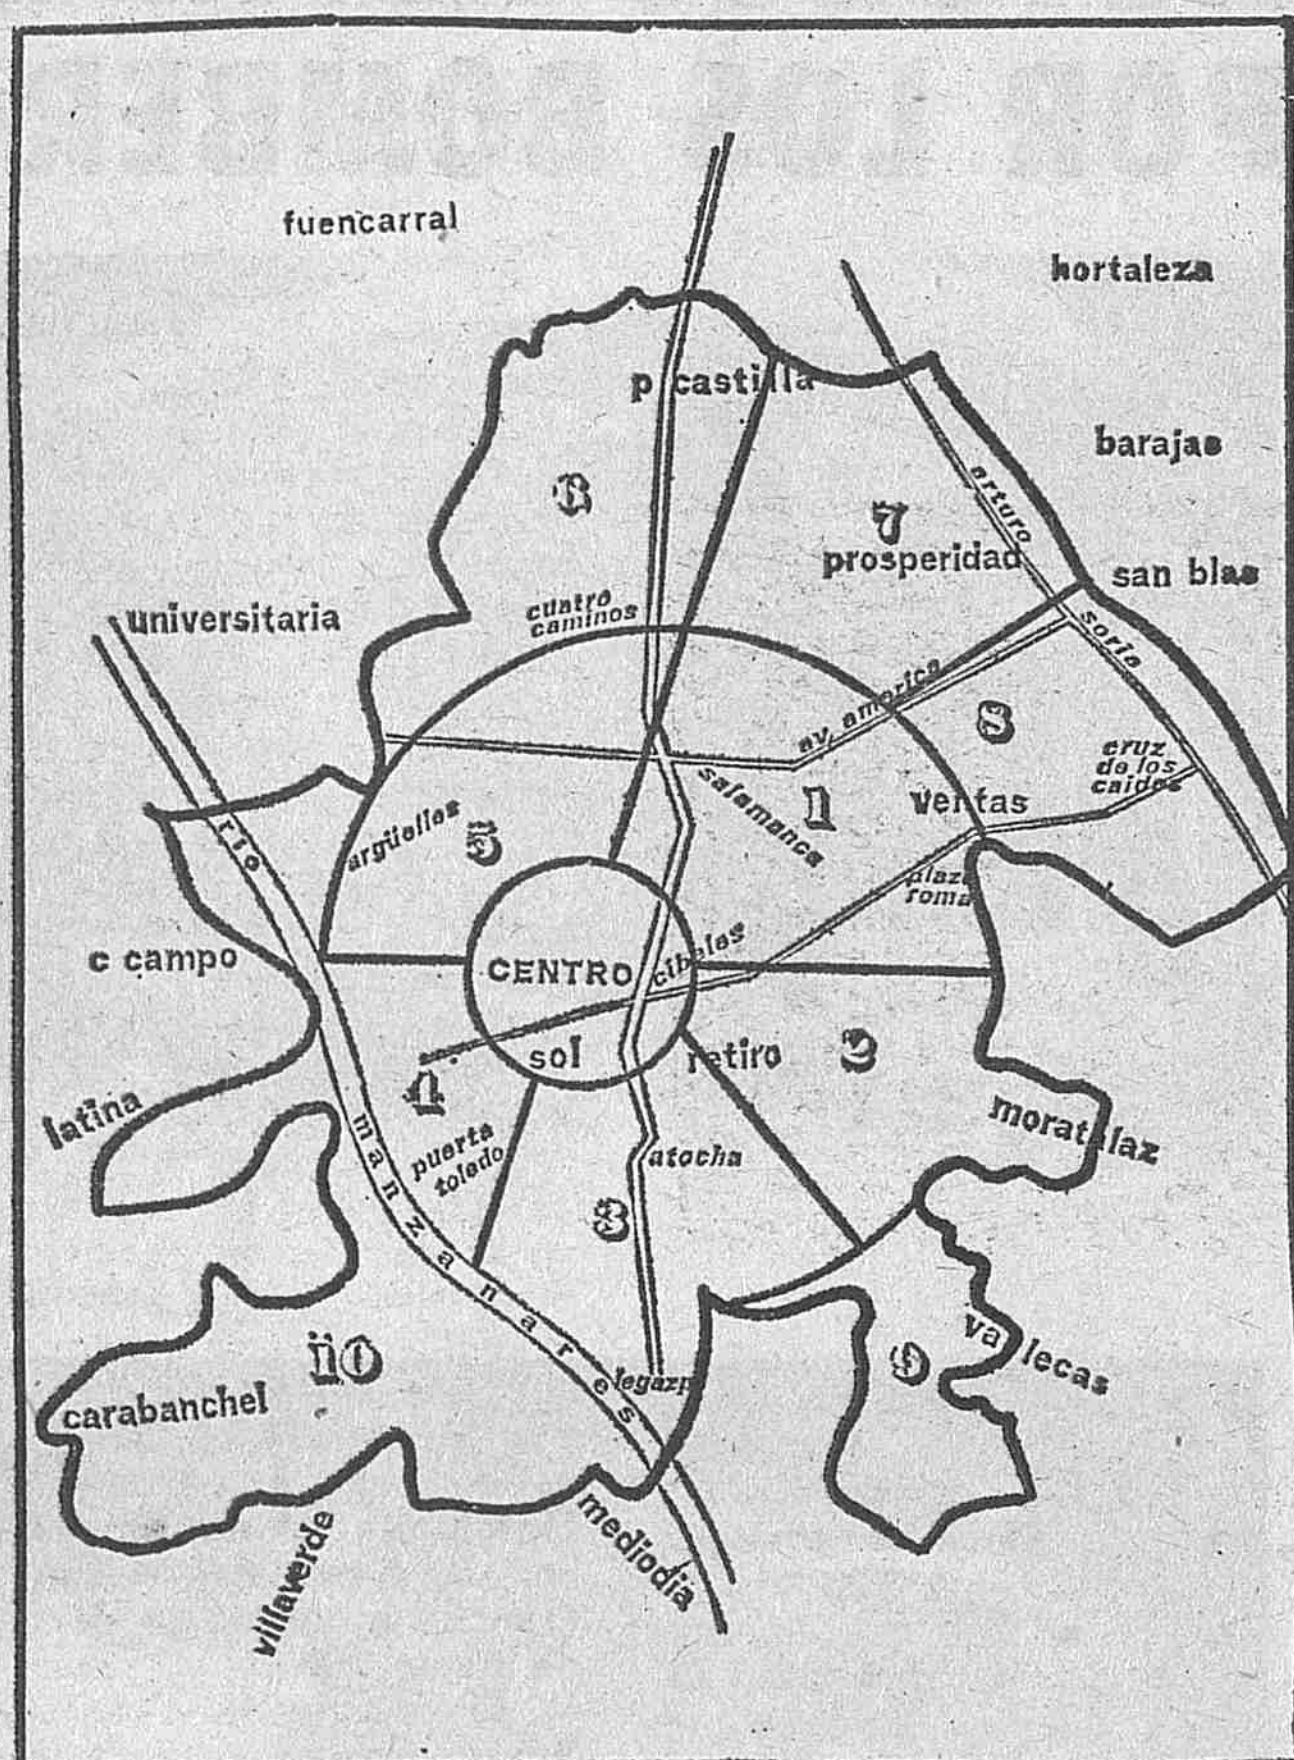 fuencarral
hortaleza
p castilla
barajas
6
7
arturo
prosperidad
san blas
universitaria
cuatro
caminos
soria
av. america
8
cruz
de los
caidos
salamanca
1
ventas
argüelles
5
rio
plaza
roma
c campo
CENTRO
cibeles
sol
retiro
2
4
latina
manzanares
moratalaz
puerta
toledo
atocha
3
vallecas
10
9
legazpi
carabanchel
mediodia
villaverde